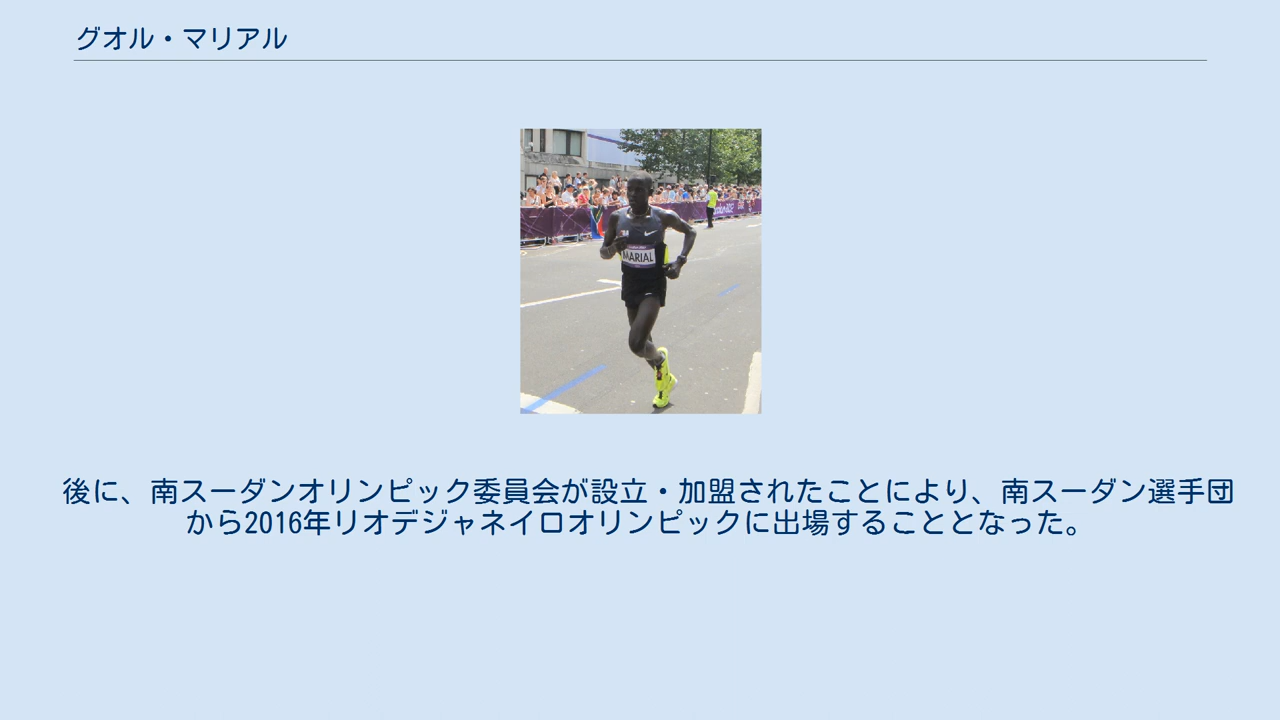 グオル・マリアル
MARIAL
後に、南スーダンオリンピック委員会が設立・加盟されたことにより、南スーダン選手団
から2016年リオデジャネイロオリンピックに出場することとなった。